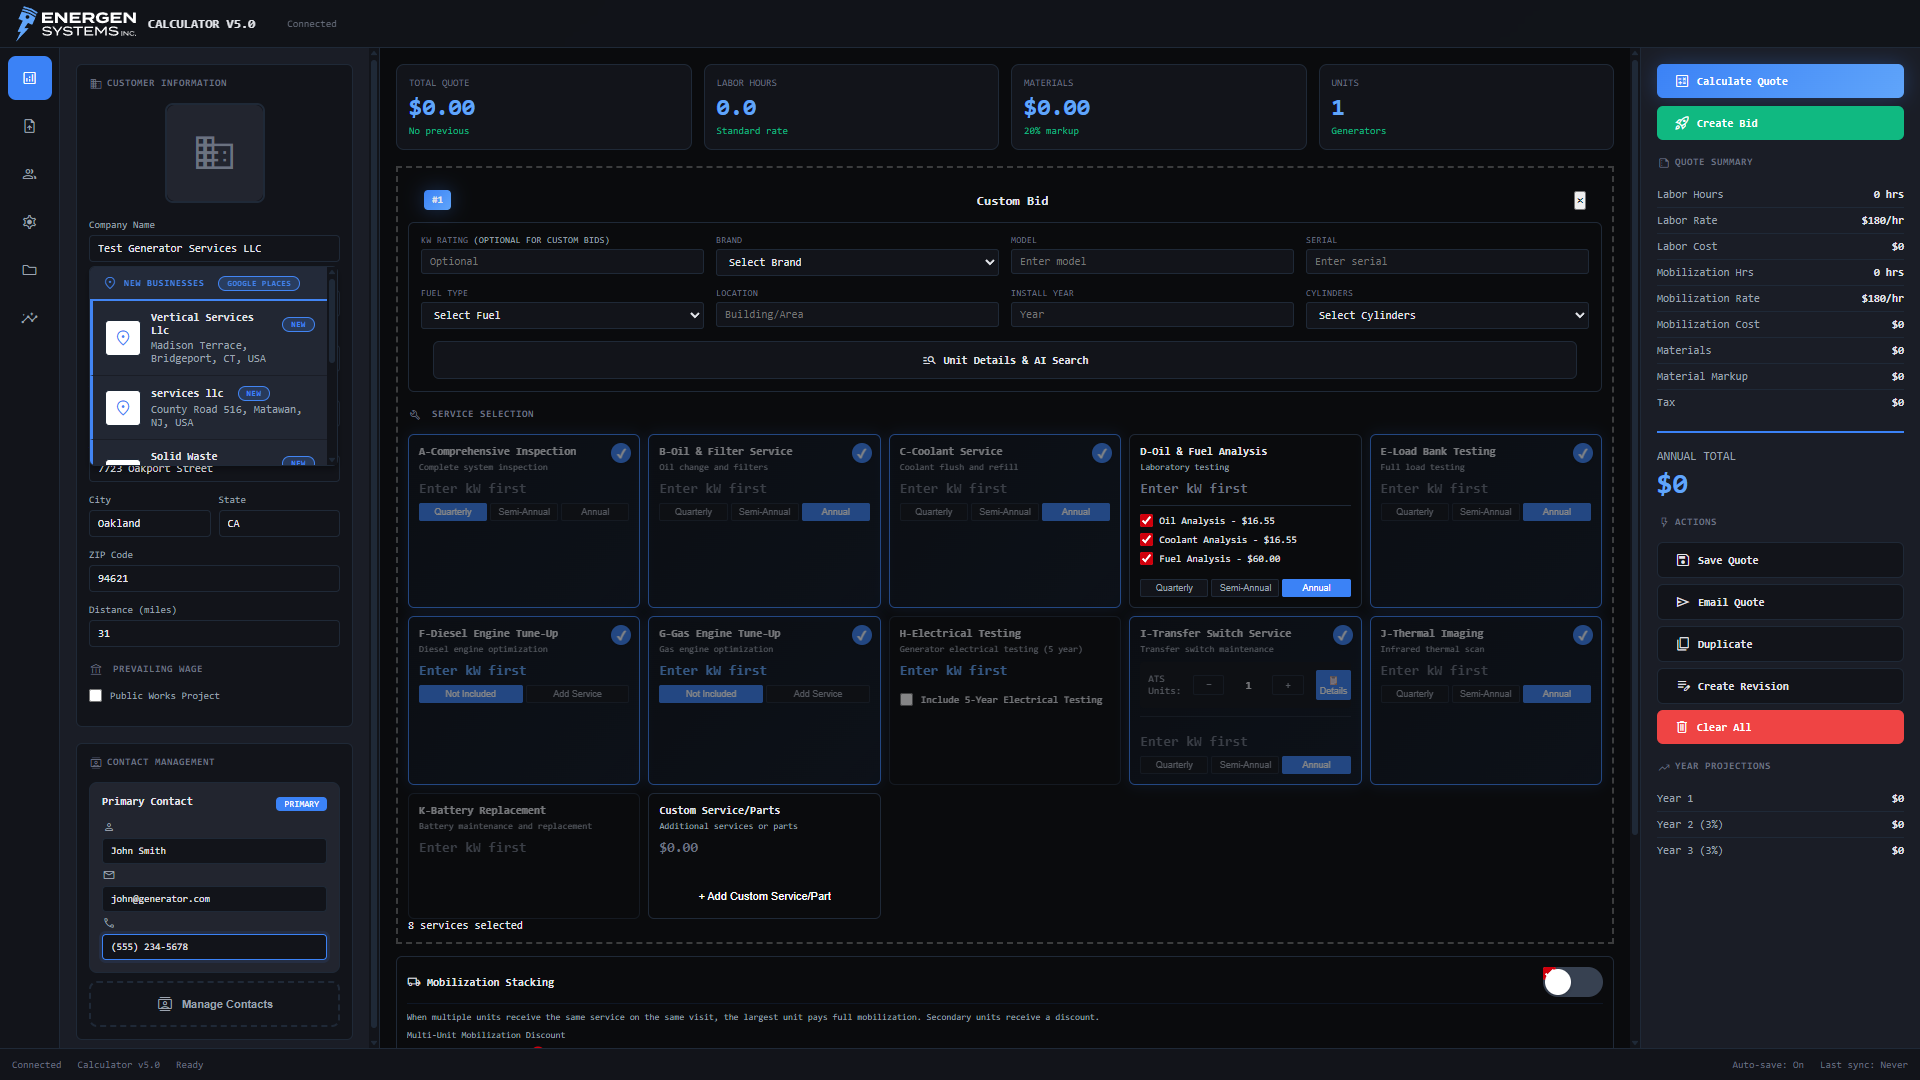 ENERGEN
SYSTEMS INC.
CALCULATOR V5.0
Connected
CUSTOMER INFORMATION
Company Name
Test Generator Services LLC
NEW BUSINESSES
GOOGLE PLACES
Vertical Services
Llc
NEW
Madison Terrace,
Bridgeport, CT, USA
services llc
NEW
County Road 516, Matawan,
NJ, USA
Solid Waste
NEW
7723 Oakport Street
City
State
Oakland
CA
ZIP Code
94621
Distance (miles)
31
PREVAILING WAGE
Public Works Project
CONTACT MANAGEMENT
Primary Contact
PRIMARY
John Smith
john@generator.com
(555) 234-5678
Manage Contacts
TOTAL QUOTE
$0.00
No previous
LABOR HOURS
0.0
Standard rate
MATERIALS
$0.00
20% markup
UNITS
1
Generators
#1
Custom Bid
KW RATING (OPTIONAL FOR CUSTOM BIDS)
Optional
BRAND
Select Brand
MODEL
Enter model
SERIAL
Enter serial
FUEL TYPE
Select Fuel
LOCATION
Building/Area
INSTALL YEAR
Year
CYLINDERS
Select Cylinders
Unit Details & AI Search
SERVICE SELECTION
A-Comprehensive Inspection
Complete system inspection
Enter kW first
Quarterly
Semi-Annual
Annual
B-Oil & Filter Service
Oil change and filters
Enter kW first
Quarterly
Semi-Annual
Annual
C-Coolant Service
Coolant flush and refill
Enter kW first
Quarterly
Semi-Annual
Annual
D-Oil & Fuel Analysis
Laboratory testing
Enter kW first
Oil Analysis - $16.55
Coolant Analysis - $16.55
Fuel Analysis - $60.00
Quarterly
Semi-Annual
Annual
E-Load Bank Testing
Full load testing
Enter kW first
Quarterly
Semi-Annual
Annual
F-Diesel Engine Tune-Up
Diesel engine optimization
Enter kW first
Not Included
Add Service
G-Gas Engine Tune-Up
Gas engine optimization
Enter kW first
Not Included
Add Service
H-Electrical Testing
Generator electrical testing (5 year)
Enter kW first
Include 5-Year Electrical Testing
I-Transfer Switch Service
Transfer switch maintenance
ATS
Units:
−
1
+
Details
Enter kW first
Quarterly
Semi-Annual
Annual
J-Thermal Imaging
Infrared thermal scan
Enter kW first
Quarterly
Semi-Annual
Annual
K-Battery Replacement
Battery maintenance and replacement
Enter kW first
Custom Service/Parts
Additional services or parts
$0.00
+ Add Custom Service/Part
8 services selected
Mobilization Stacking
When multiple units receive the same service on the same visit, the largest unit pays full mobilization. Secondary units receive a discount.
Multi-Unit Mobilization Discount
Calculate Quote
Create Bid
QUOTE SUMMARY
Labor Hours 0 hrs
Labor Rate $180/hr
Labor Cost $0
Mobilization Hrs 0 hrs
Mobilization Rate $180/hr
Mobilization Cost $0
Materials $0
Material Markup $0
Tax $0
ANNUAL TOTAL
$0
ACTIONS
Save Quote
Email Quote
Duplicate
Create Revision
Clear All
YEAR PROJECTIONS
Year 1 $0
Year 2 (3%) $0
Year 3 (3%) $0
Connected
Calculator v5.0
Ready
Auto-save: On
Last sync: Never